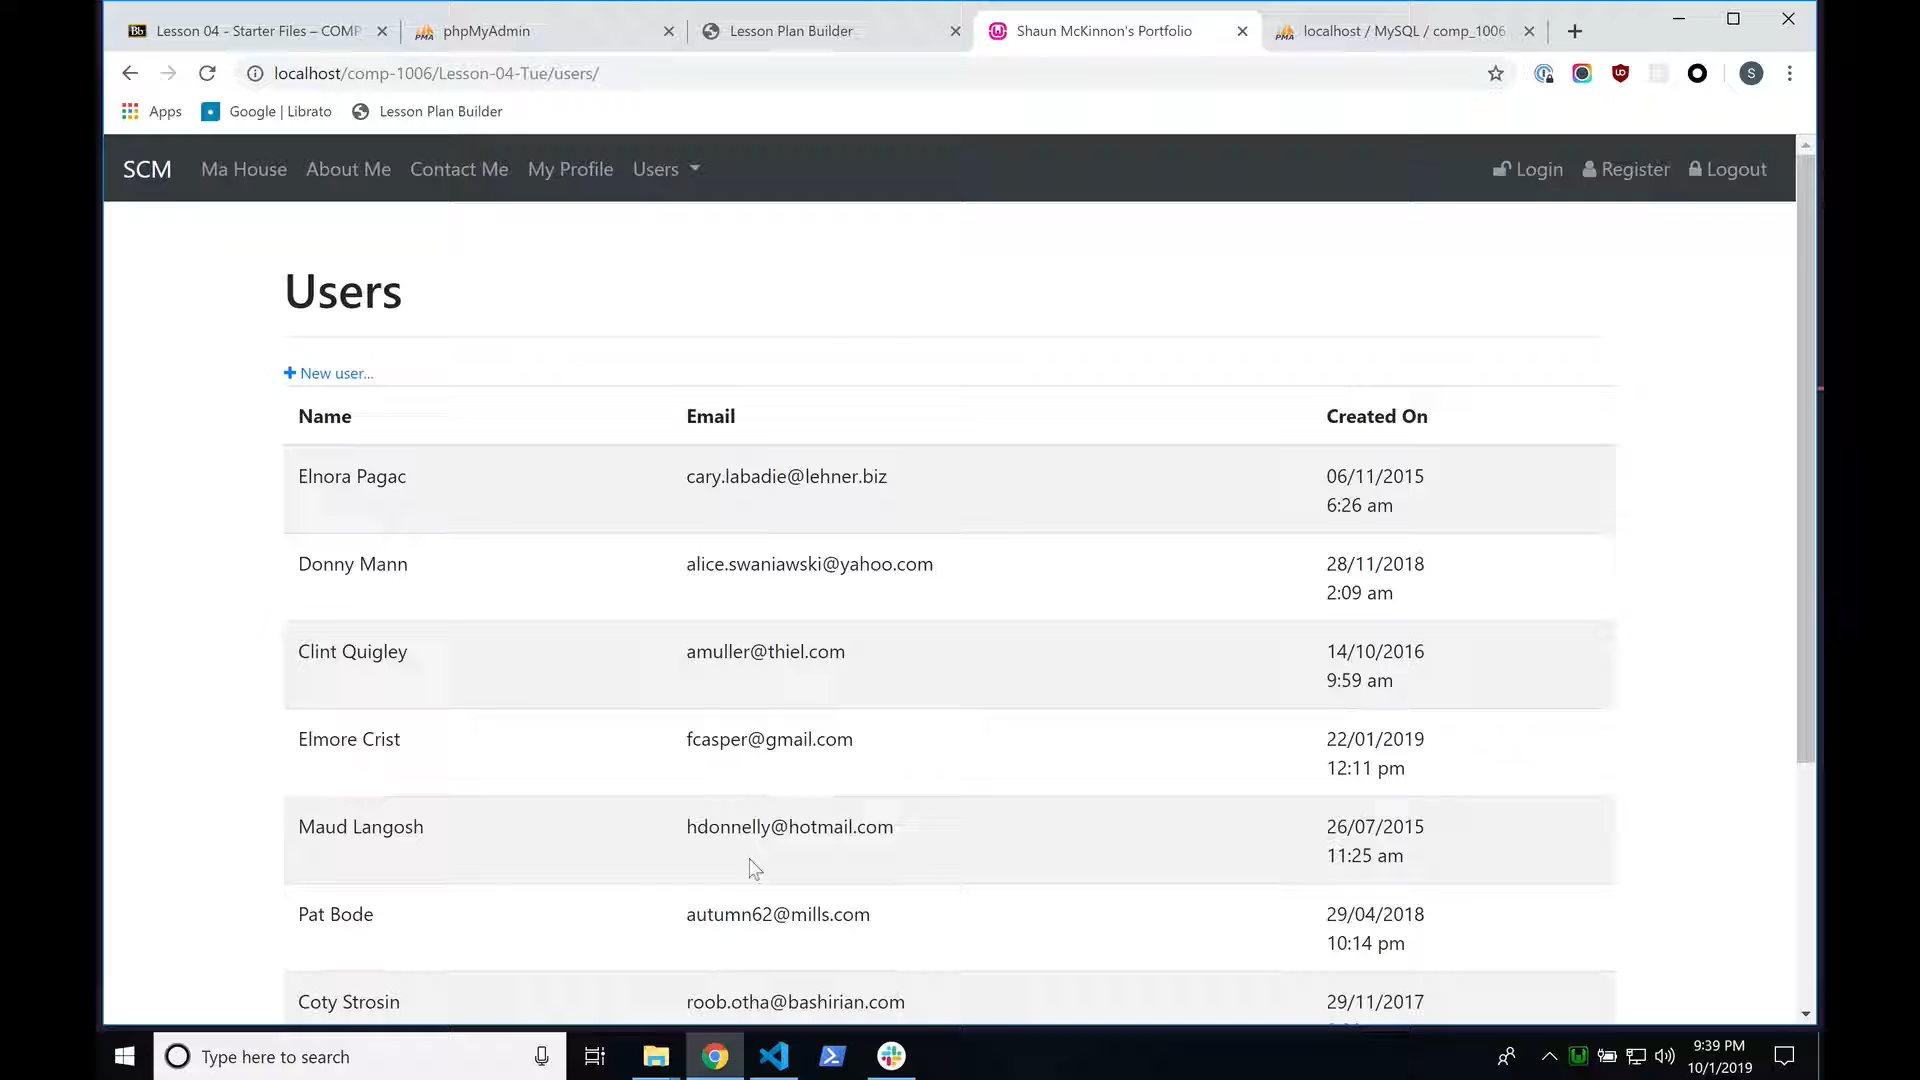 Lesson 04 - Starter Files – COMP
phpMyAdmin
Lesson Plan Builder
Shaun McKinnon's Portfolio
localhost / MySQL / comp_1006
localhost/comp-1006/Lesson-04-Tue/users/
S
Apps
Google | Librato
Lesson Plan Builder
SCM
Ma House
About Me
Contact Me
My Profile
Users
Login
Register
Logout
Users
New user...
Name Email Created On
Elnora Pagac cary.labadie@lehner.biz 06/11/2015
6:26 am
Donny Mann alice.swaniawski@yahoo.com 28/11/2018
2:09 am
Clint Quigley amuller@thiel.com 14/10/2016
9:59 am
Elmore Crist fcasper@gmail.com 22/01/2019
12:11 pm
Maud Langosh hdonnelly@hotmail.com 26/07/2015
11:25 am
Pat Bode autumn62@mills.com 29/04/2018
10:14 pm
Coty Strosin roob.otha@bashirian.com 29/11/2017
Type here to search
9:39 PM
10/1/2019